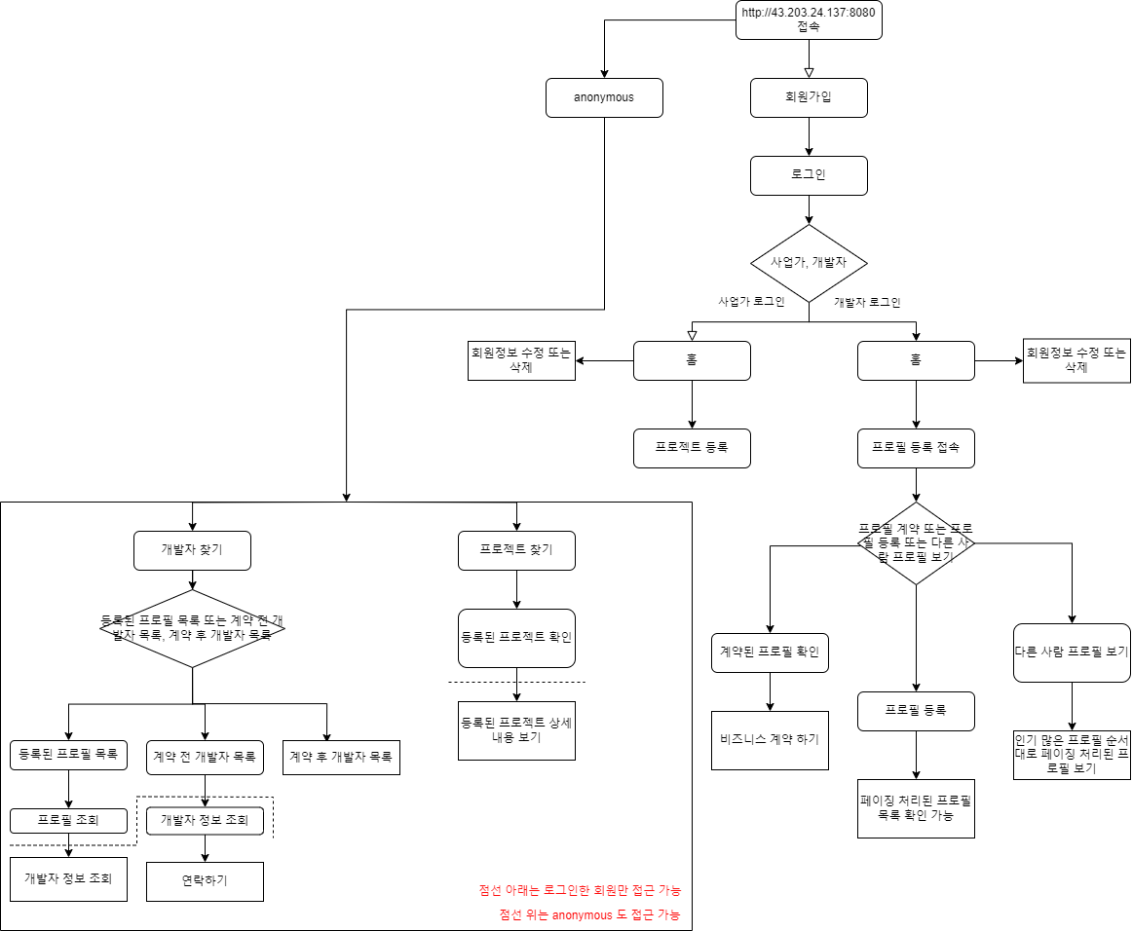 http://43.203.24.137:8080
접속
anonymous
회원가입
로그인
사업가, 개발자
사업가 로그인
개발자 로그인
회원정보 수정 또는
삭제
홈
홈
회원정보 수정 또는
삭제
프로젝트 등록
프로필 등록 접속
개발자 찾기
프로젝트 찾기
프로필 계약 또는 프로
필 등록 또는 다른 사
람 프로필 보기
등록된 프로필 목록 또는 계약 전 개
발자 목록, 계약 후 개발자 목록
등록된 프로젝트 확인
계약된 프로필 확인
다른 사람 프로필 보기
프로필 등록
등록된 프로젝트 상세
내용 보기
비즈니스 계약 하기
인기 많은 프로필 순서
대로 페이징 처리된 프
로필 보기
등록된 프로필 목록
계약 전 개발자 목록
계약 후 개발자 목록
페이징 처리된 프로필
목록 확인 가능
프로필 조회
개발자 정보 조회
개발자 정보 조회
연락하기
점선 아래는 로그인한 회원만 접근 가능
점선 위는 anonymous 도 접근 가능